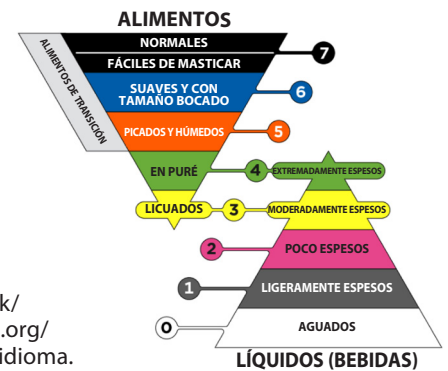 ALIMENTOS
NORMALES
FÁCILES DE MASTICAR
7
ALIMENTOS DE TRANSICIÓN
SUAVES Y CON
TAMAÑO BOCADO
6
PICADOS Y HÚMEDOS
5
EN PURÉ
4
EXTREMADAMENTE ESPESOS
LICUADOS
3
MODERADAMENTE ESPESOS
2
POCO ESPESOS
1
LIGERAMENTE ESPESOS
0
AGUADOS
LÍQUIDOS (BEBIDAS)
k/
.org/
idioma.